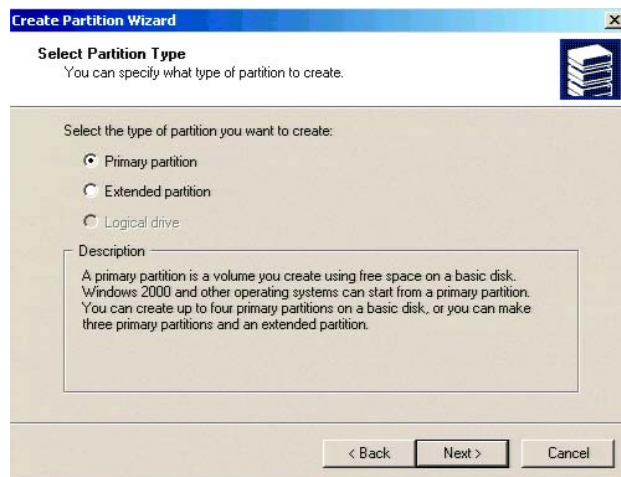 Create Partition Wizard
Select Partition Type
You can specify what type of partition to create.
Select the type of partition you want to create:
Primary partition
Extended partition
Logical drive
Description
A primary partition is a volume you create using free space on a basic disk.
Windows 2000 and other operating systems can start from a primary partition.
You can create up to four primary partitions on a basic disk, or you can make
three primary partitions and an extended partition.
< Back
Next >
Cancel